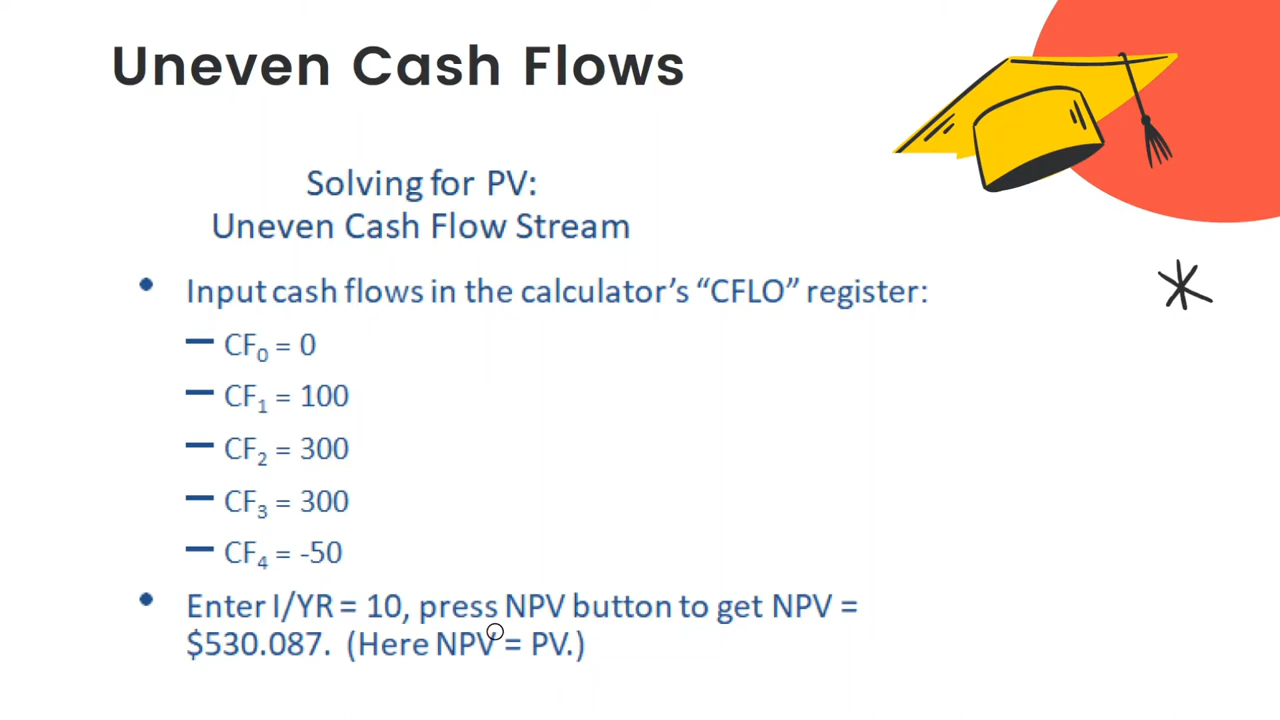 Uneven Cash Flows
Solving for PV:
Uneven Cash Flow Stream
• Input cash flows in the calculator’s “CFLO” register:
– CF₀ = 0
– CF₁ = 100
– CF₂ = 300
– CF₃ = 300
– CF₄ = -50
• Enter I/YR = 10, press NPV button to get NPV =
$530.087. (Here NPV = PV.)